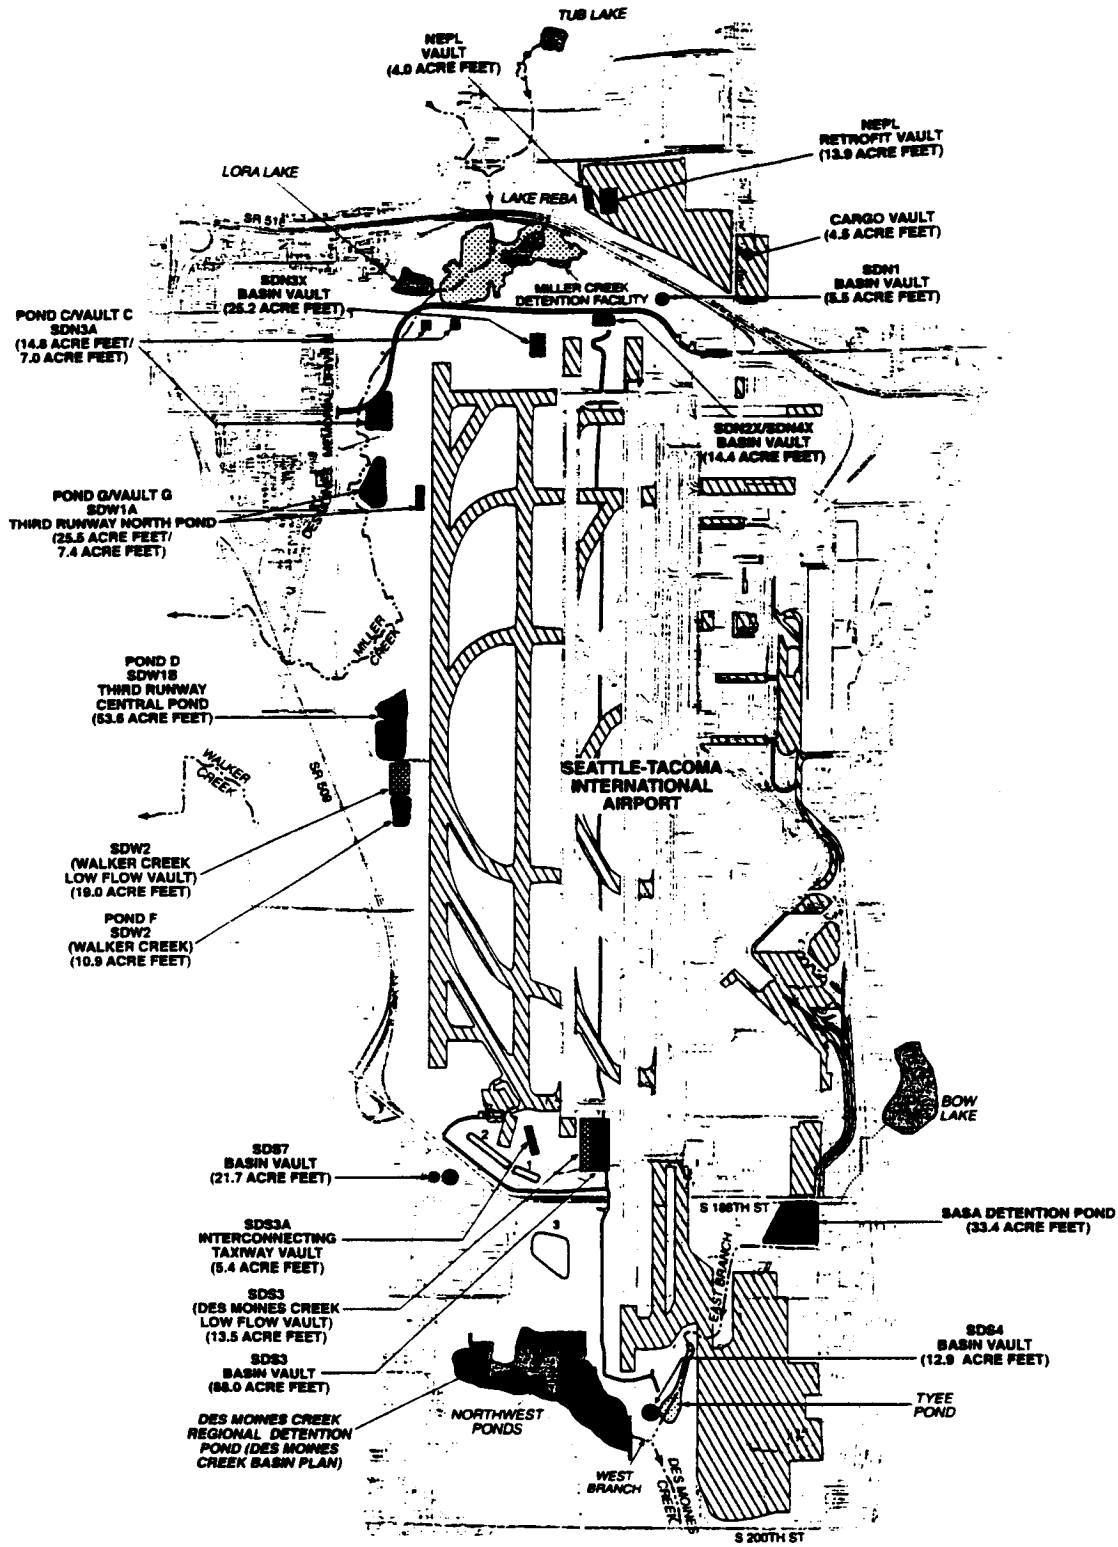 TUB LAKE
NEPL
VAULT
(4.0 ACRE FEET)
NEPL
RETROFIT VAULT
(13.9 ACRE FEET)
LORA LAKE
LAKE REBA
SR 518
CARGO VAULT
(4.5 ACRE FEET)
SDN3X
BASIN VAULT
(25.2 ACRE FEET)
MILLER CREEK
DETENTION FACILITY
SDN1
BASIN VAULT
(5.5 ACRE FEET)
POND C/VAULT C
SDN3A
(14.8 ACRE FEET/
7.0 ACRE FEET)
DES MOINES MEMORIAL DRIVE
SDN2X/SDN4X
BASIN VAULT
(14.4 ACRE FEET)
POND G/VAULT G
SDW1A
THIRD RUNWAY NORTH POND
(25.5 ACRE FEET/
7.4 ACRE FEET)
MILLER
CREEK
POND D
SDW1B
THIRD RUNWAY
CENTRAL POND
(53.6 ACRE FEET)
WALKER
CREEK
SR 509
SEATTLE-TACOMA
INTERNATIONAL
AIRPORT
SDW2
(WALKER CREEK
LOW FLOW VAULT)
(19.0 ACRE FEET)
POND F
SDW2
(WALKER CREEK)
(10.9 ACRE FEET)
BOW
LAKE
2
1
SDS7
BASIN VAULT
(21.7 ACRE FEET)
S 188TH ST
SASA DETENTION POND
(33.4 ACRE FEET)
SDS3A
INTERCONNECTING
TAXIWAY VAULT
(5.4 ACRE FEET)
3
EAST BRANCH
SDS3
(DES MOINES CREEK
LOW FLOW VAULT)
(13.5 ACRE FEET)
SDS4
BASIN VAULT
(12.9 ACRE FEET)
SDS3
BASIN VAULT
(88.0 ACRE FEET)
TYEE
POND
NORTHWEST
PONDS
DES MOINES CREEK
REGIONAL DETENTION
POND (DES MOINES
CREEK BASIN PLAN)
WEST
BRANCH
DES MOINES
CREEK
S 200TH ST